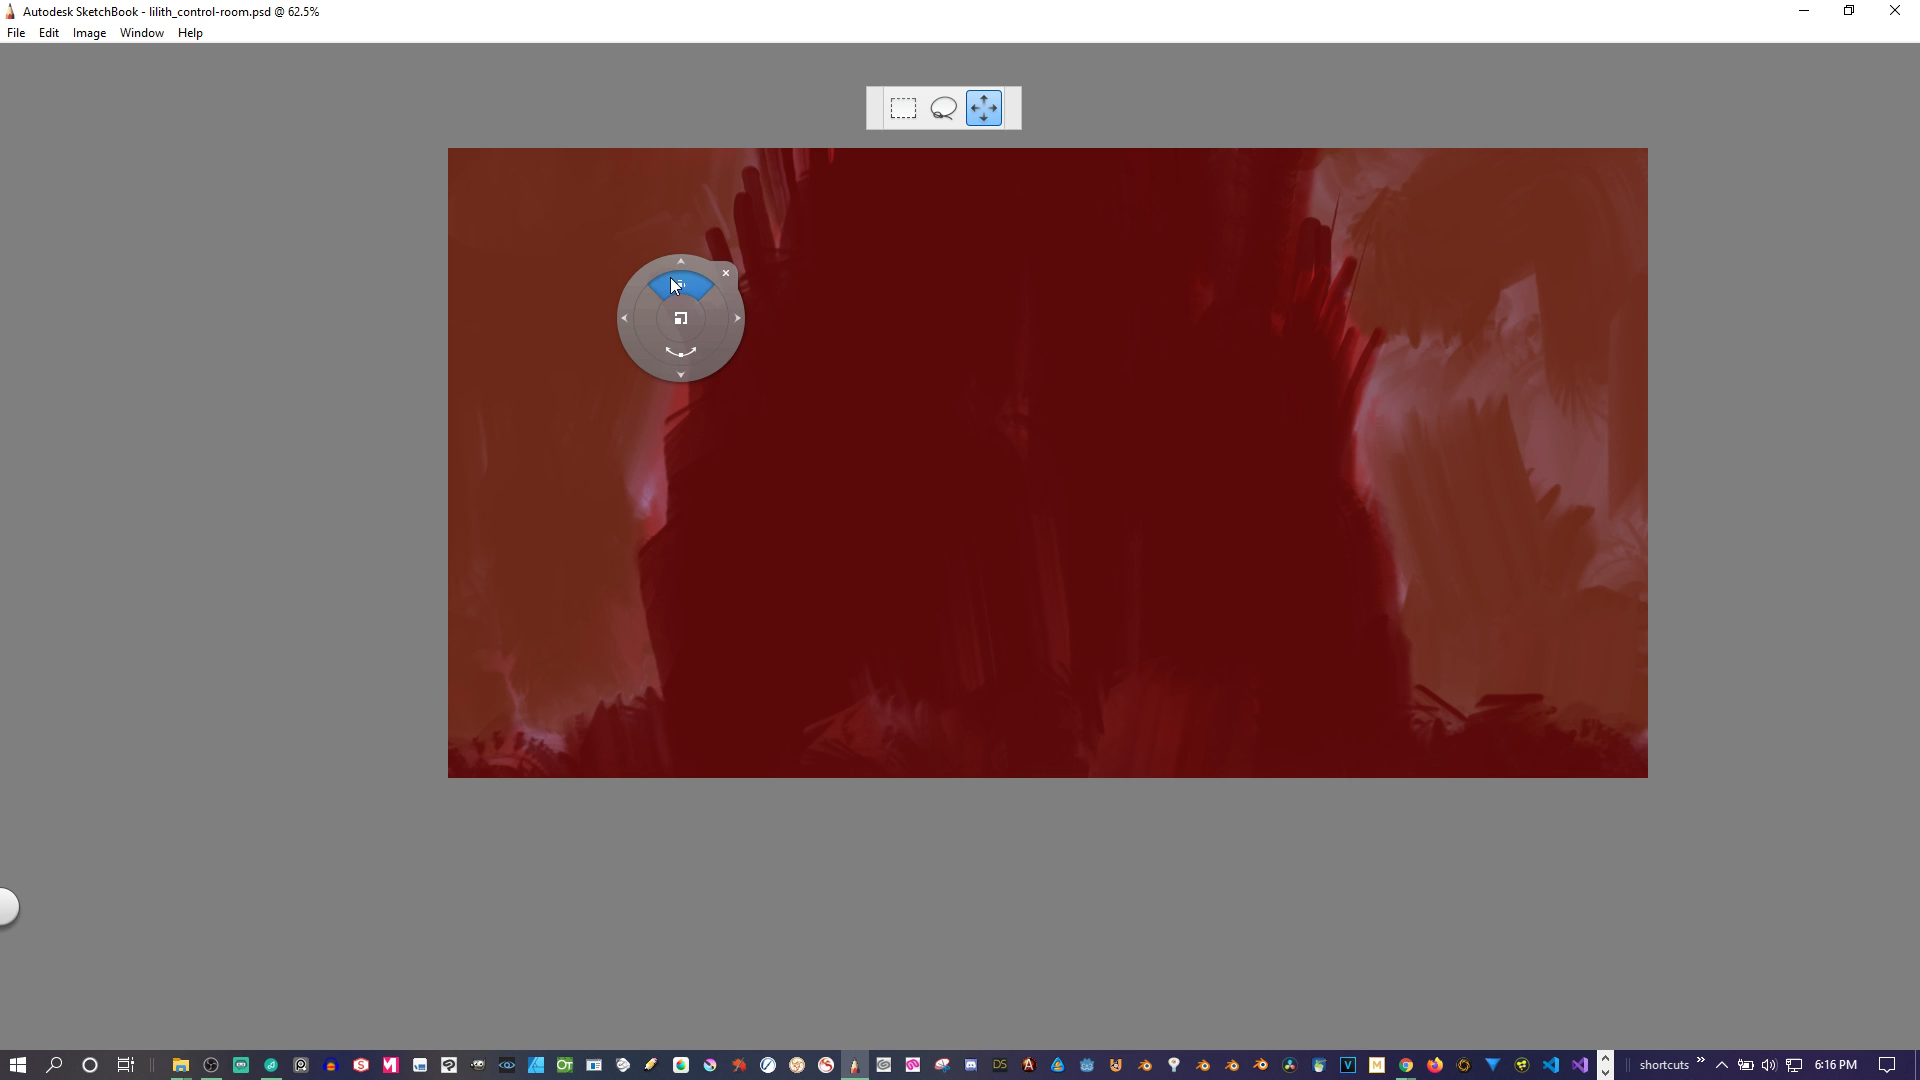 Autodesk SketchBook - lilith_control-room.psd @ 62.5%
File Edit Image Window Help
shortcuts
6:16 PM